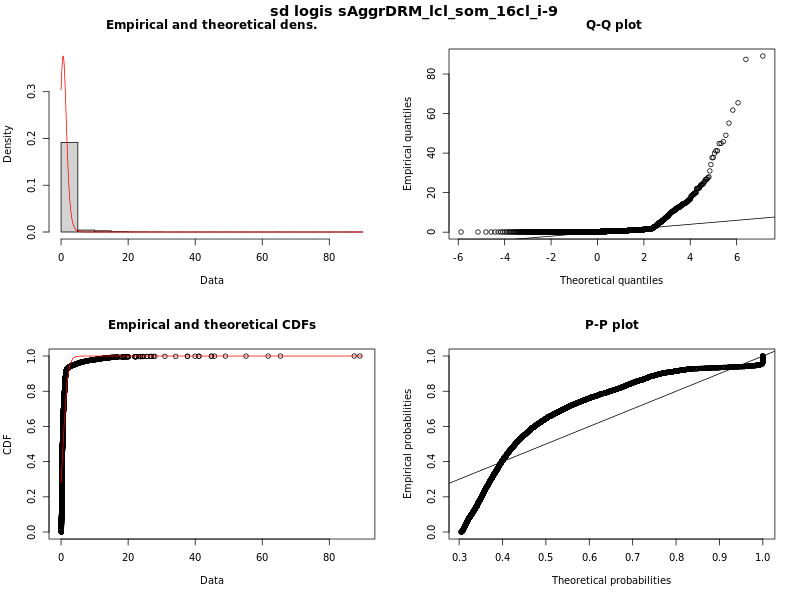 sd logis sAggrDRM_lcl_som_16cl_i-9
Empirical and theoretical dens.
Density
0.0 0.1 0.2 0.3
0 20 40 60 80
Data
Q-Q plot
Empirical quantiles
0 20 40 60 80
-6 -4 -2 0 2 4 6
Theoretical quantiles
Empirical and theoretical CDFs
CDF
0.0 0.2 0.4 0.6 0.8 1.0
0 20 40 60 80
Data
P-P plot
Empirical probabilities
0.0 0.2 0.4 0.6 0.8 1.0
0.3 0.4 0.5 0.6 0.7 0.8 0.9 1.0
Theoretical probabilities